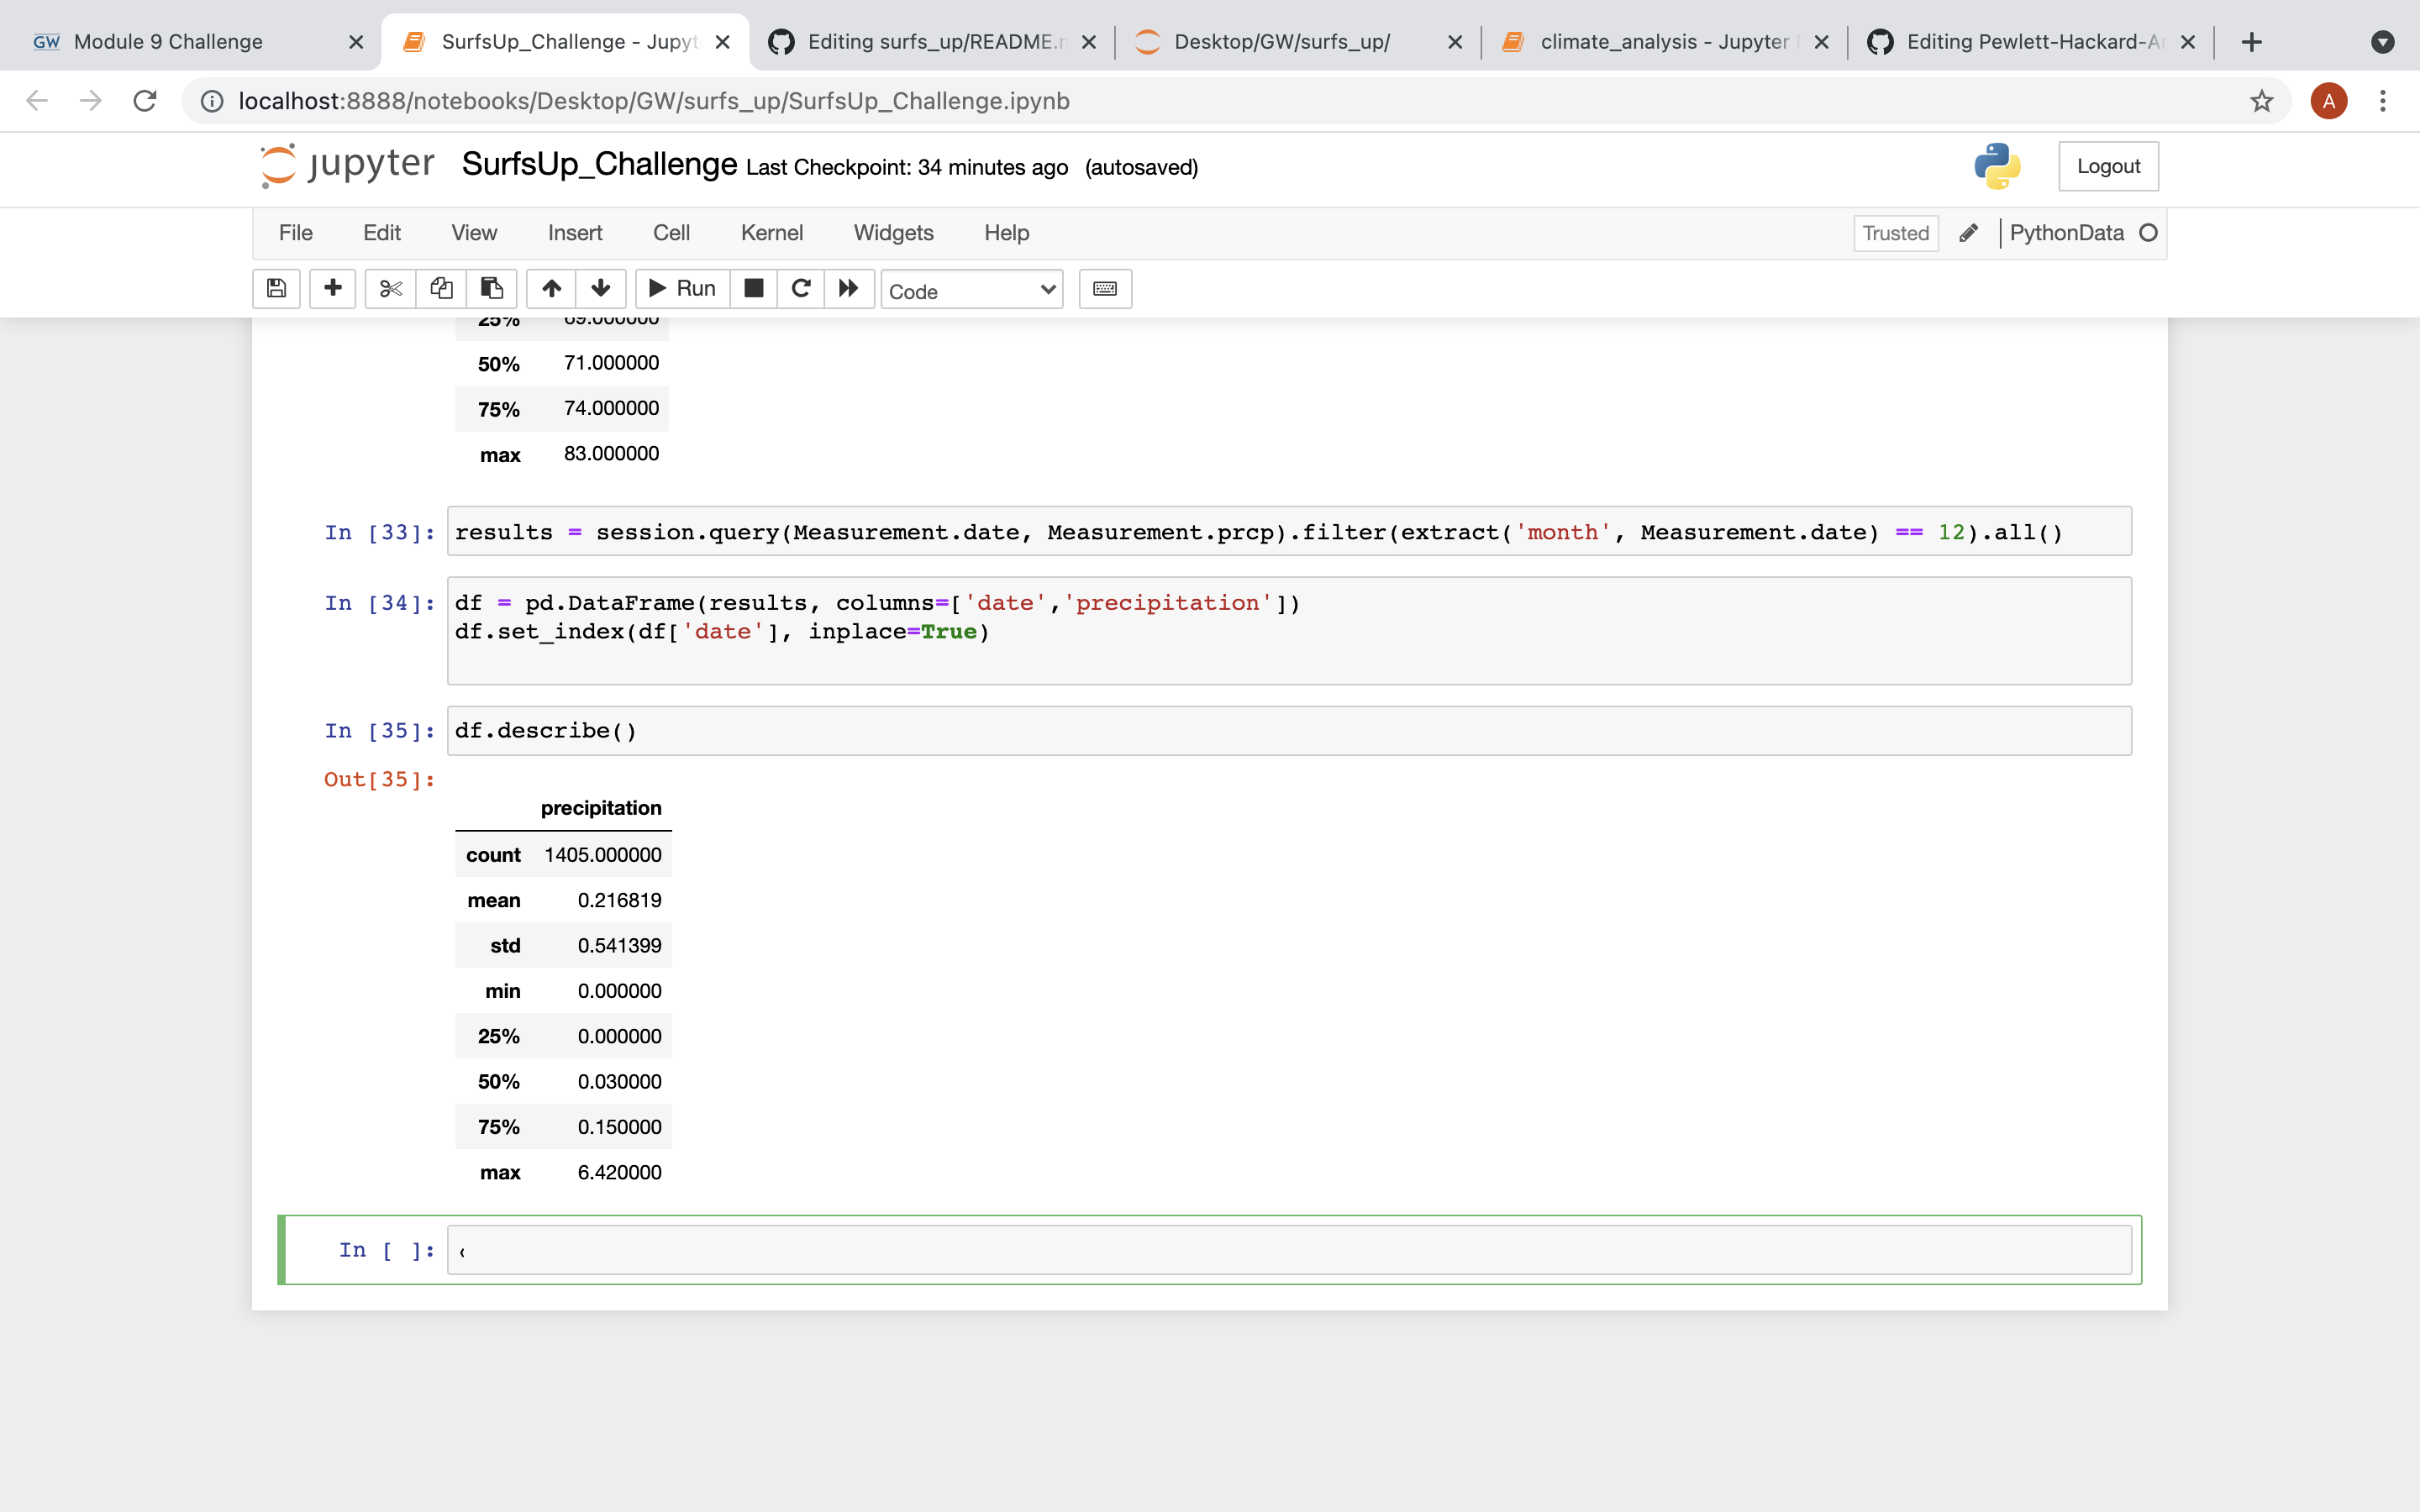 GW Module 9 Challenge
SurfsUp_Challenge - Jupyt
Editing surfs_up/README.m
Desktop/GW/surfs_up/
climate_analysis - Jupyter
Editing Pewlett-Hackard-A
localhost:8888/notebooks/Desktop/GW/surfs_up/SurfsUp_Challenge.ipynb
A
jupyter SurfsUp_Challenge Last Checkpoint: 34 minutes ago (autosaved)
Logout
File Edit View Insert Cell Kernel Widgets Help
Trusted PythonData
Run Code
25% 69.000000
50% 71.000000
75% 74.000000
max 83.000000
In [33]: results = session.query(Measurement.date, Measurement.prcp).filter(extract('month', Measurement.date) == 12).all()
In [34]: df = pd.DataFrame(results, columns=['date','precipitation'])
df.set_index(df['date'], inplace=True)
In [35]: df.describe()
Out[35]:
precipitation
count 1405.000000
mean 0.216819
std 0.541399
min 0.000000
25% 0.000000
50% 0.030000
75% 0.150000
max 6.420000
In [ ]: